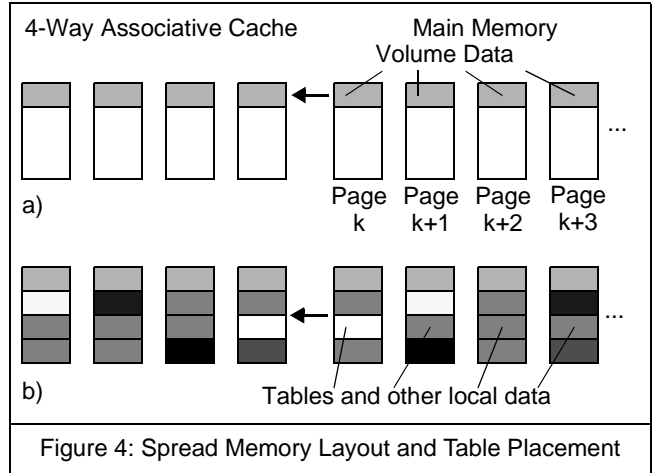 4-Way Associative Cache
Main Memory
Volume Data
...
a)
Page
k
Page
k+1
Page
k+2
Page
k+3
...
b)
Tables and other local data
Figure 4: Spread Memory Layout and Table Placement